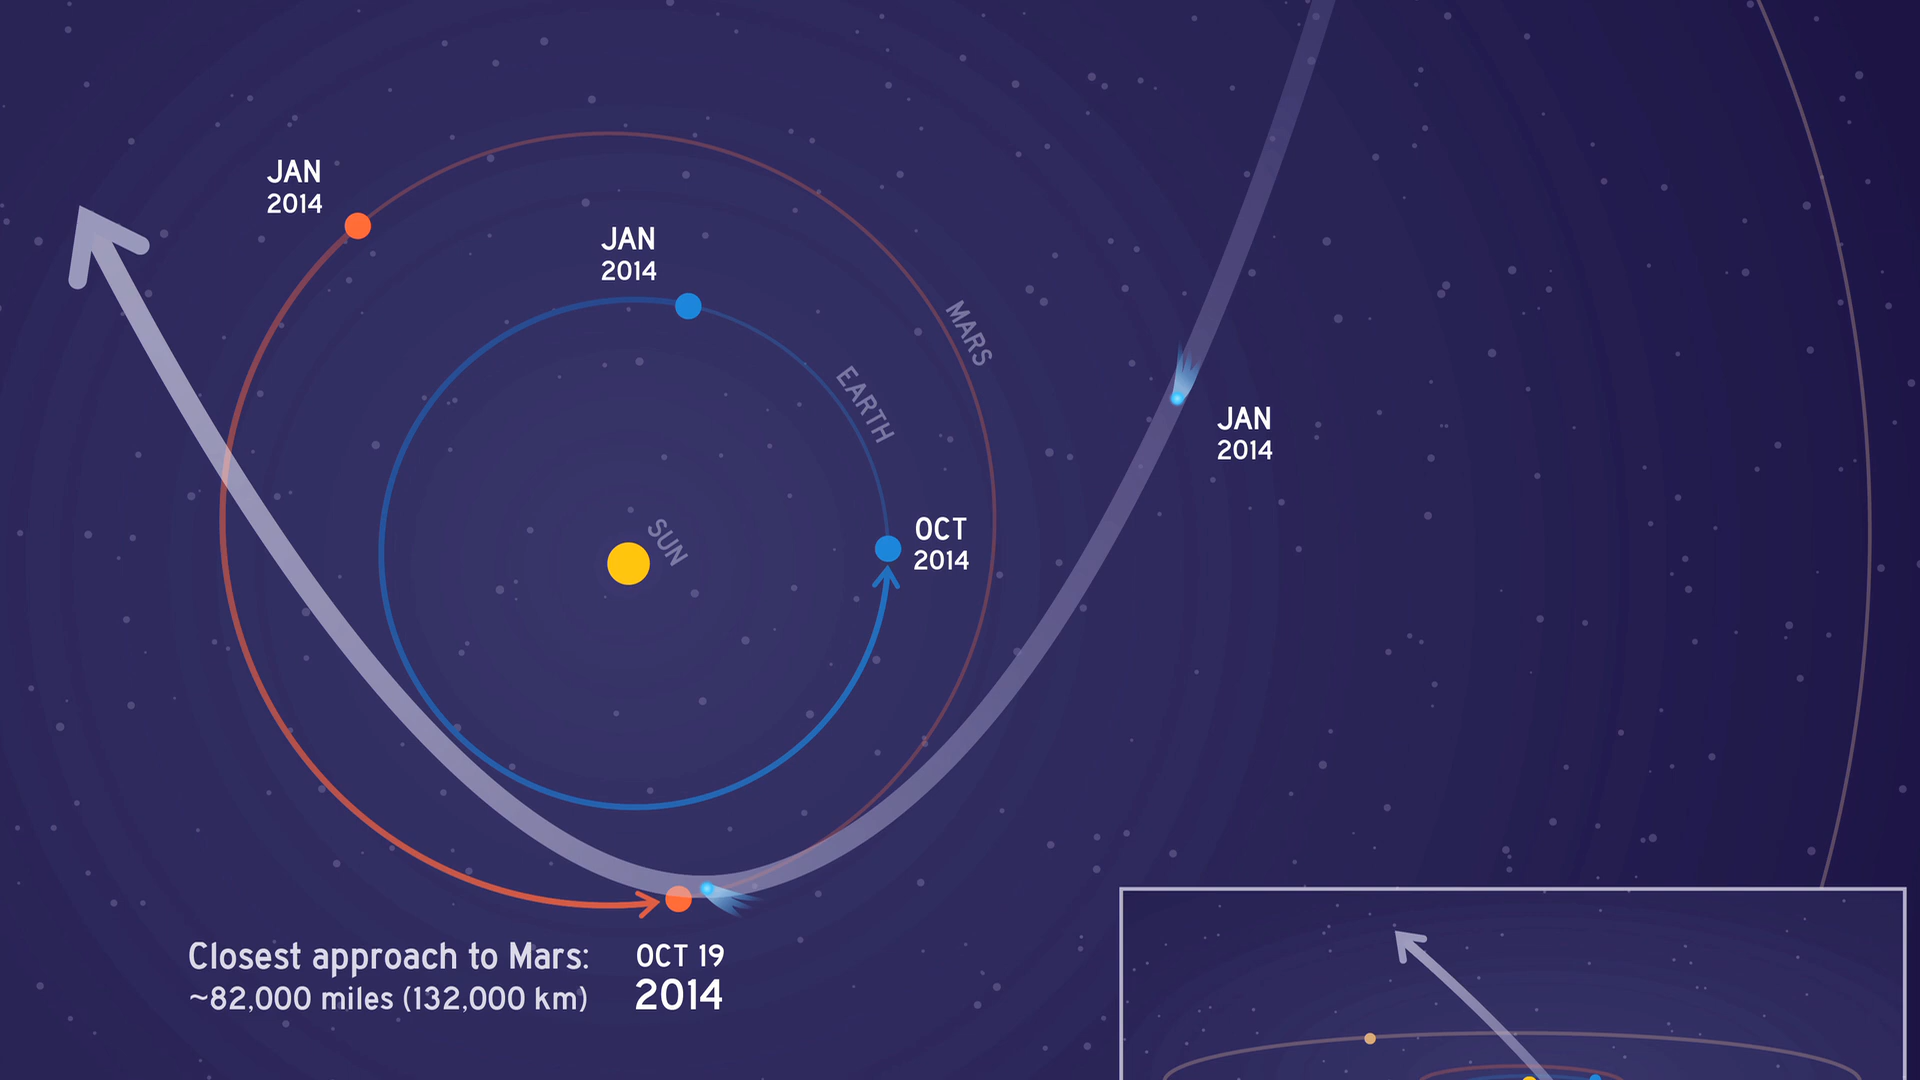 JAN
2014
JAN
2014
MARS
EARTH
JAN
2014
SUN
OCT
2014
Closest approach to Mars:
~82,000 miles (132,000 km)
OCT 19
2014